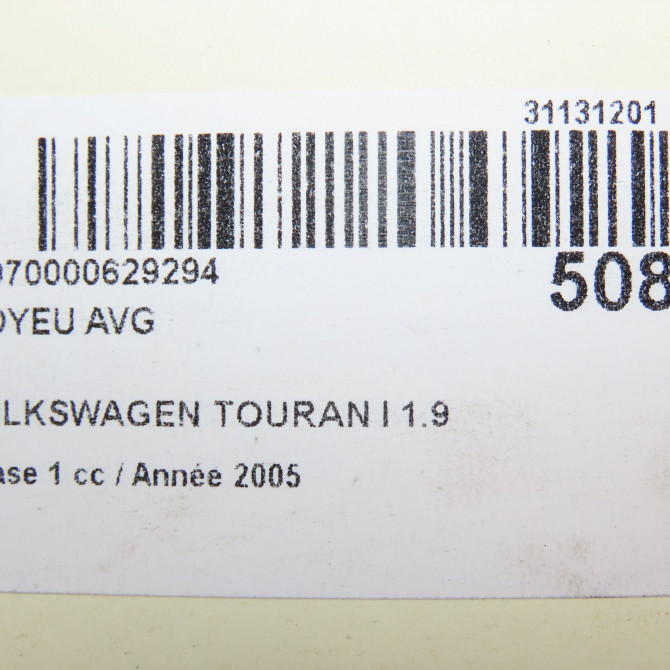 31131201
070000629294
508
OYEU AVG
LKSWAGEN TOURAN I 1.9
ase 1 cc / Année 2005